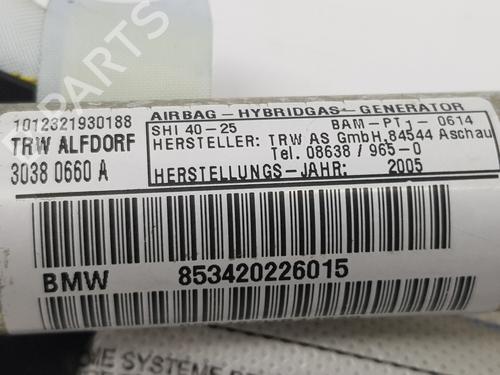 1012321930188
TRW ALFDORF
3038 0660 A
AIRBAG-HYBRIDGAS-GENERATOR
SHI 40-25 BAM-PT1-0614
HERSTELLER: TRW AS GmbH,84544 Aschau
Tel. 08638/965-0
HERSTELLUNGS-JAHR: 2005
BMW 853420226015
SYSTEME